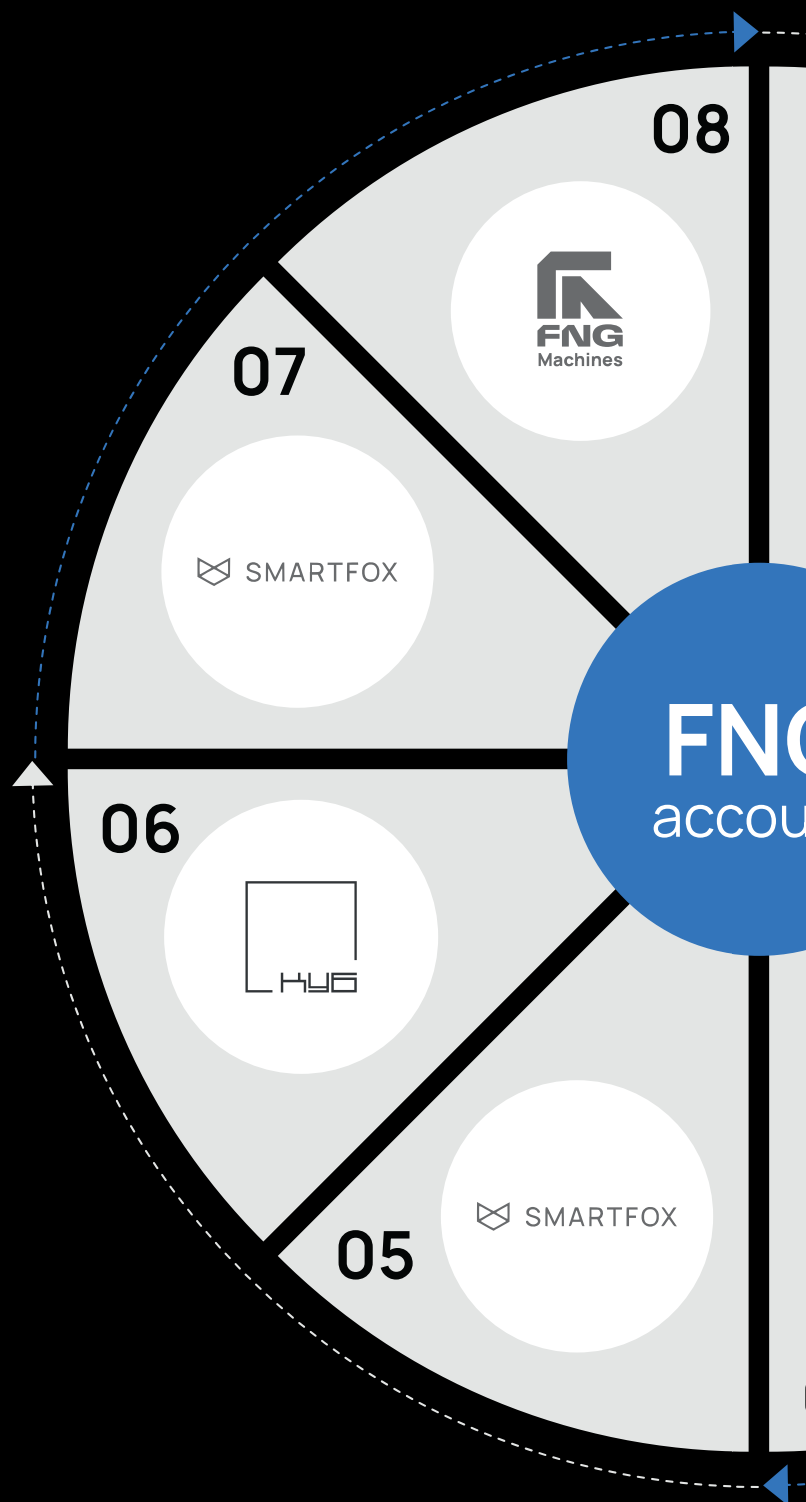 08
FNG
Machines
07
SMARTFOX
FNG
accou
06
куб
05
SMARTFOX